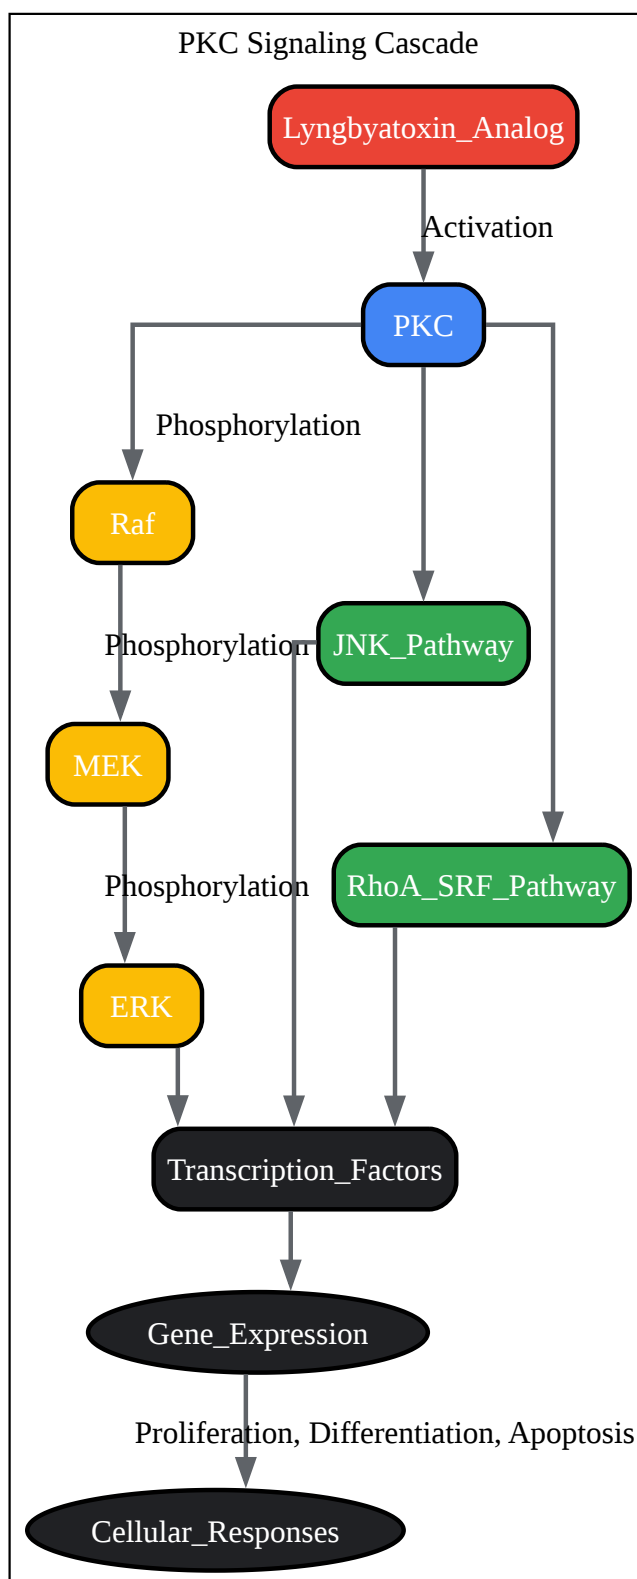 PKC Signaling Cascade
Lyngbyatoxin_Analog
Activation
PKC
Phosphorylation
Raf
Phosphorylation
JNK_Pathway
MEK
Phosphorylation
RhoA_SRF_Pathway
ERK
Transcription_Factors
Gene_Expression
Proliferation, Differentiation, Apoptosis
Cellular_Responses